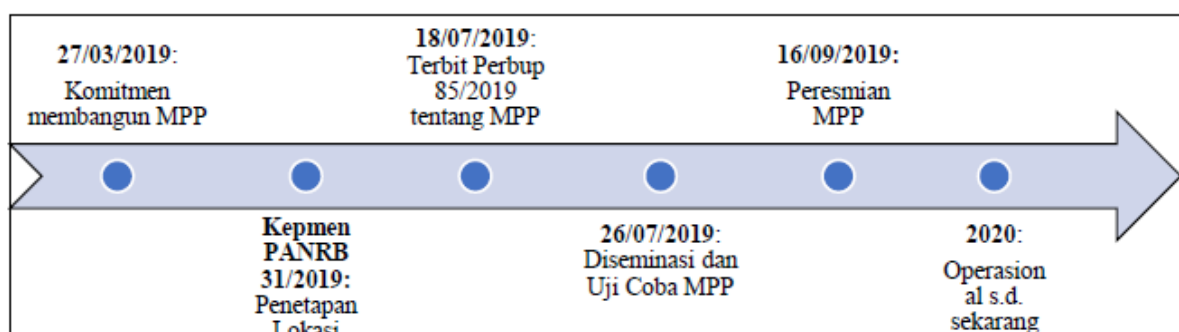 27/03/2019:
Komitmen
membangun MPP
Kepmen
PANRB
31/2019:
Penetapan
Lokasi
18/07/2019:
Terbit Perbup
85/2019
tentang MPP
26/07/2019:
Diseminasi dan
Uji Coba MPP
16/09/2019:
Peresmian
MPP
2020:
Operasion
al s.d.
sekarang